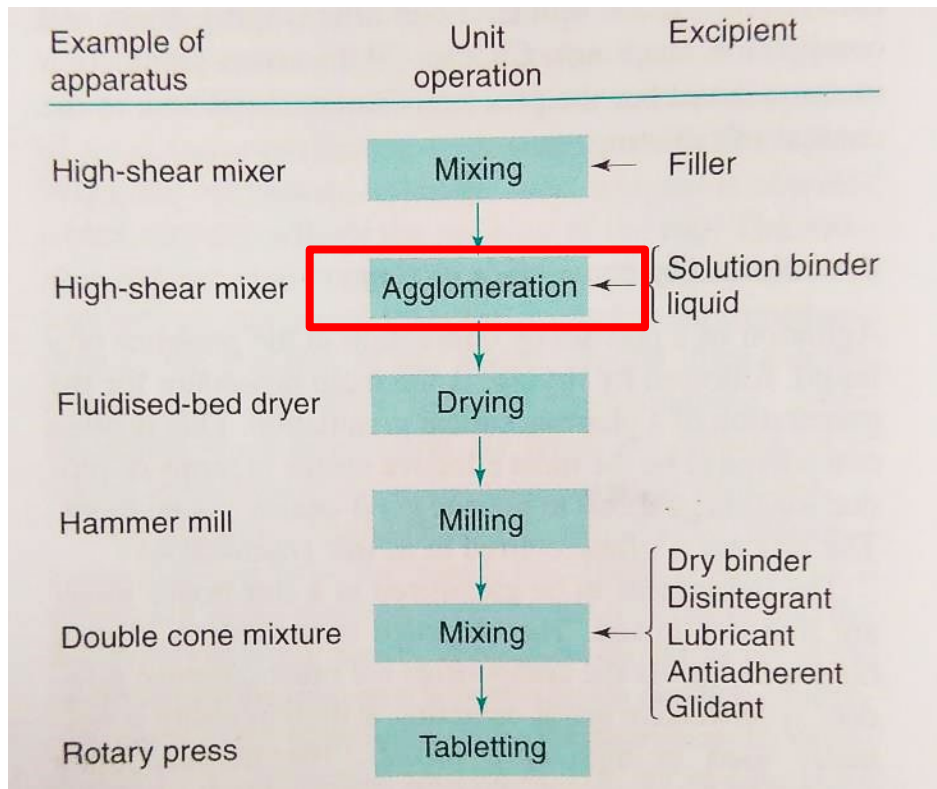 Example of apparatus
Unit operation
Excipient
High-shear mixer
Mixing
Filler
High-shear mixer
Agglomeration
Solution binder
liquid
Fluidised-bed dryer
Drying
Hammer mill
Milling
Double cone mixture
Mixing
Dry binder
Disintegrant
Lubricant
Antiadherent
Glidant
Rotary press
Tabletting